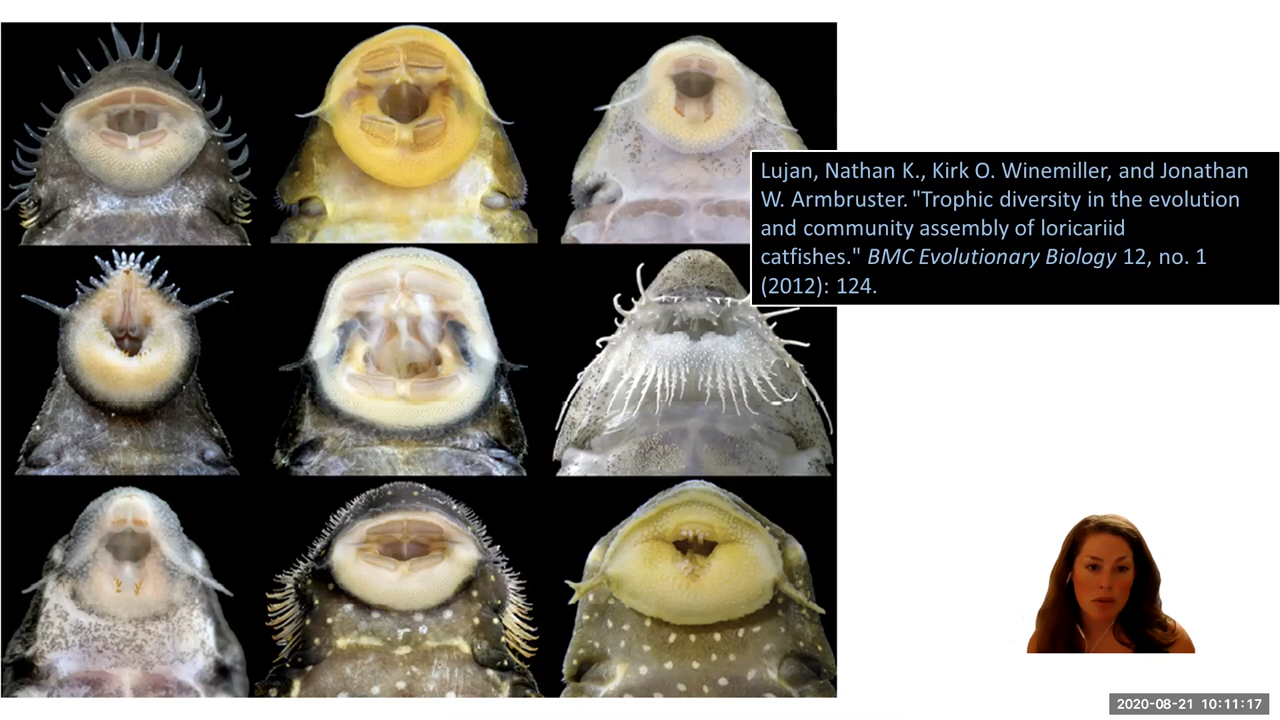 Lujan, Nathan K., Kirk O. Winemiller, and Jonathan
W. Armbruster. "Trophic diversity in the evolution
and community assembly of loricariid
catfishes." BMC Evolutionary Biology 12, no. 1
(2012): 124.
2020-08-21 10:11:17